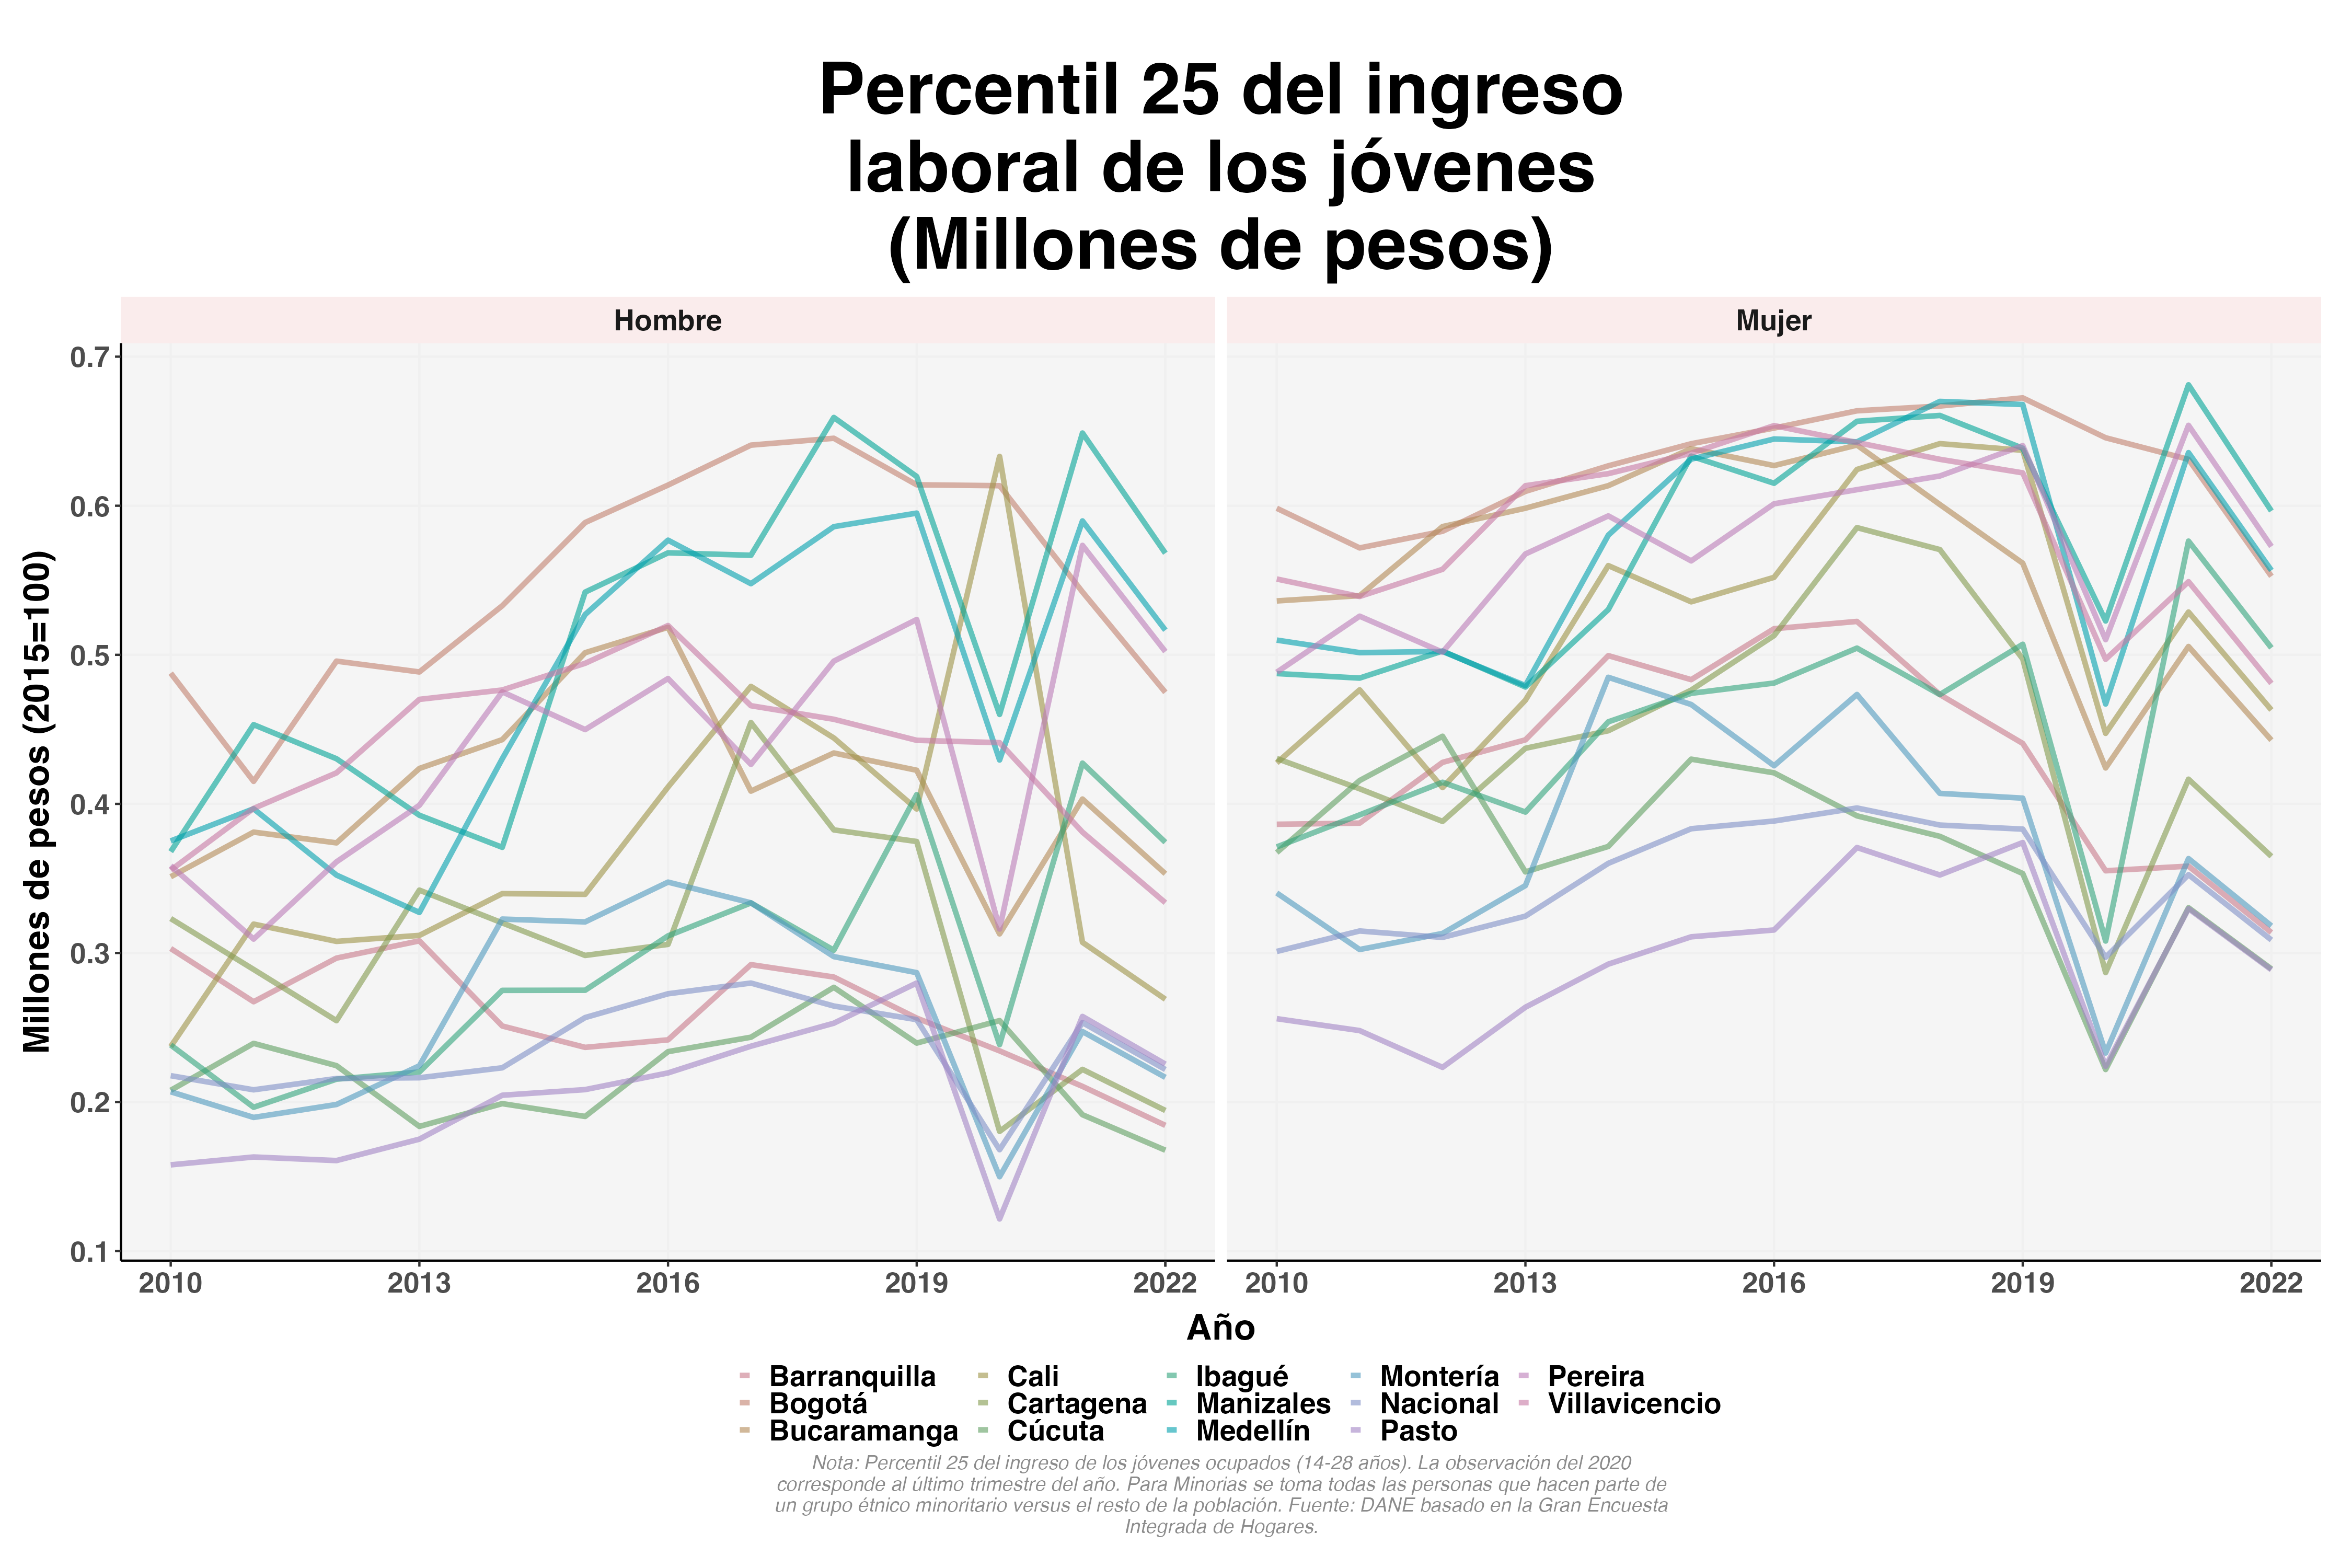 Percentil 25 del ingreso
laboral de los jóvenes
(Millones de pesos)
Hombre
Mujer
Millones de pesos (2015=100)
0.7
0.6
0.5
0.4
0.3
0.2
0.1
2010 2013 2016 2019 2022
2010 2013 2016 2019 2022
Año
Barranquilla Cali Ibagué Montería Pereira
Bogotá Cartagena Manizales Nacional Villavicencio
Bucaramanga Cúcuta Medellín Pasto
Nota: Percentil 25 del ingreso de los jóvenes ocupados (14-28 años). La observación del 2020
corresponde al último trimestre del año. Para Minorias se toma todas las personas que hacen parte de
un grupo étnico minoritario versus el resto de la población. Fuente: DANE basado en la Gran Encuesta
Integrada de Hogares.